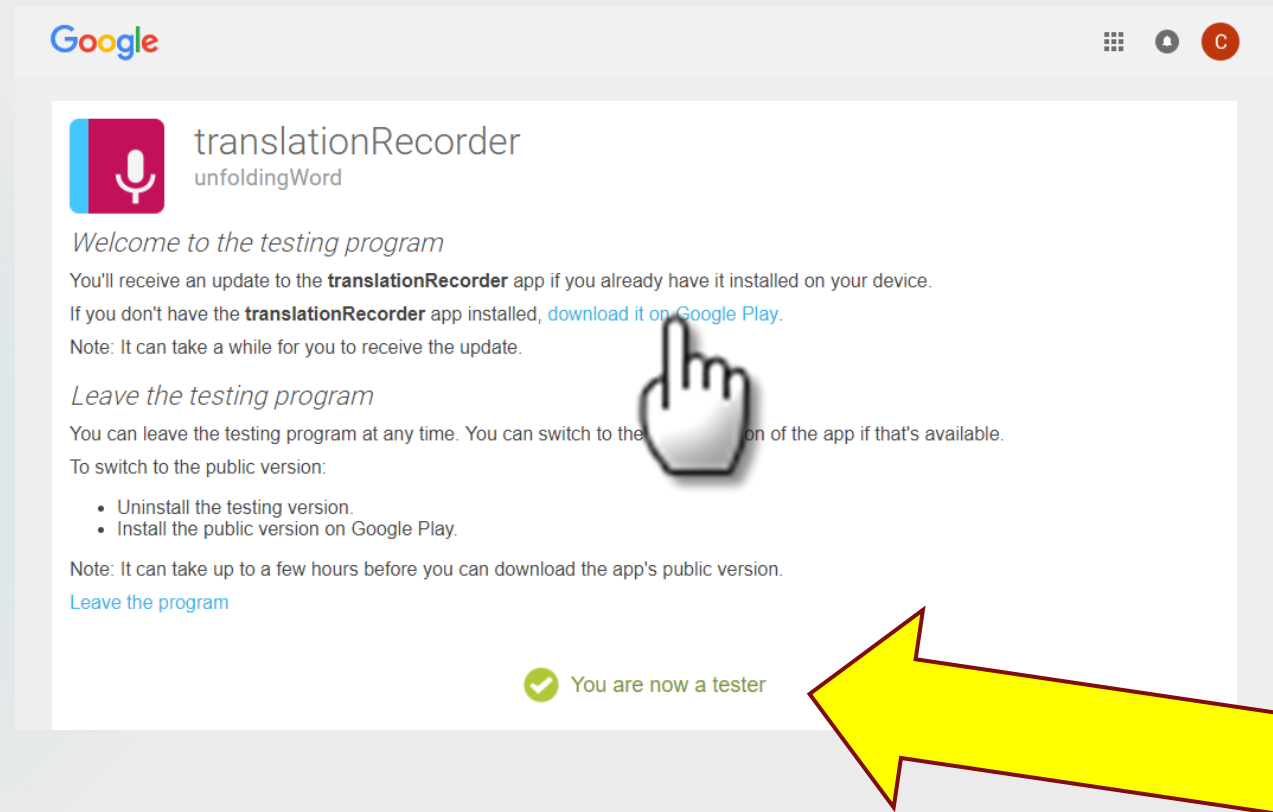 Google
C
translationRecorder
unfoldingWord
Welcome to the testing program
You'll receive an update to the translationRecorder app if you already have it installed on your device.
If you don't have the translationRecorder app installed, download it on Google Play.
Note: It can take a while for you to receive the update.
Leave the testing program
You can leave the testing program at any time. You can switch to the on of the app if that's available.
To switch to the public version:
• Uninstall the testing version.
• Install the public version on Google Play.
Note: It can take up to a few hours before you can download the app's public version.
Leave the program
You are now a tester